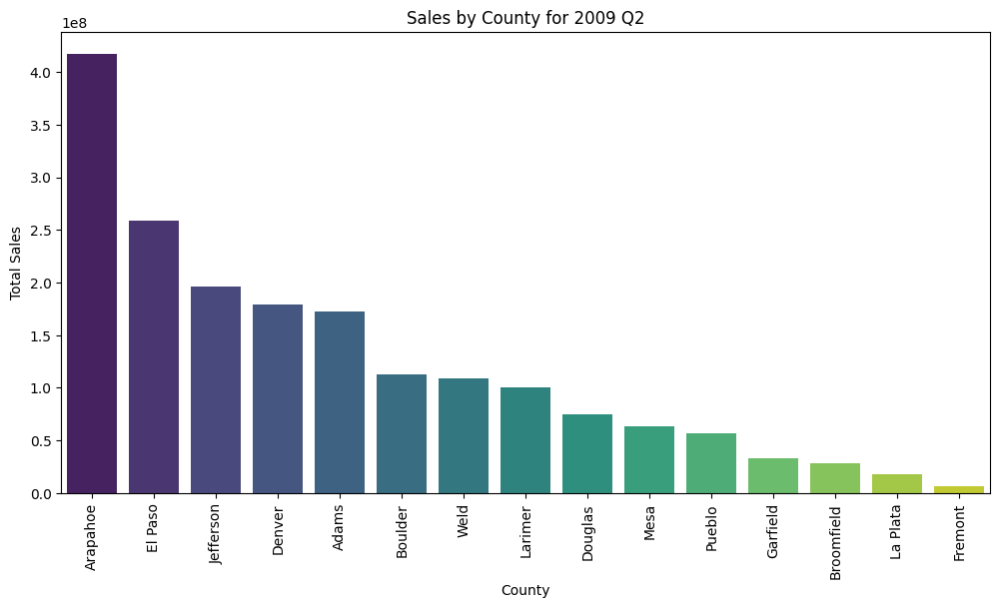 Sales by County for 2009 Q2
1e8
4.0
3.5
3.0
2.5
2.0
1.5
1.0
0.5
0.0
Total Sales
Arapahoe
El Paso
Jefferson
Denver
Adams
Boulder
Weld
Larimer
Douglas
Mesa
Pueblo
Garfield
Broomfield
La Plata
Fremont
County